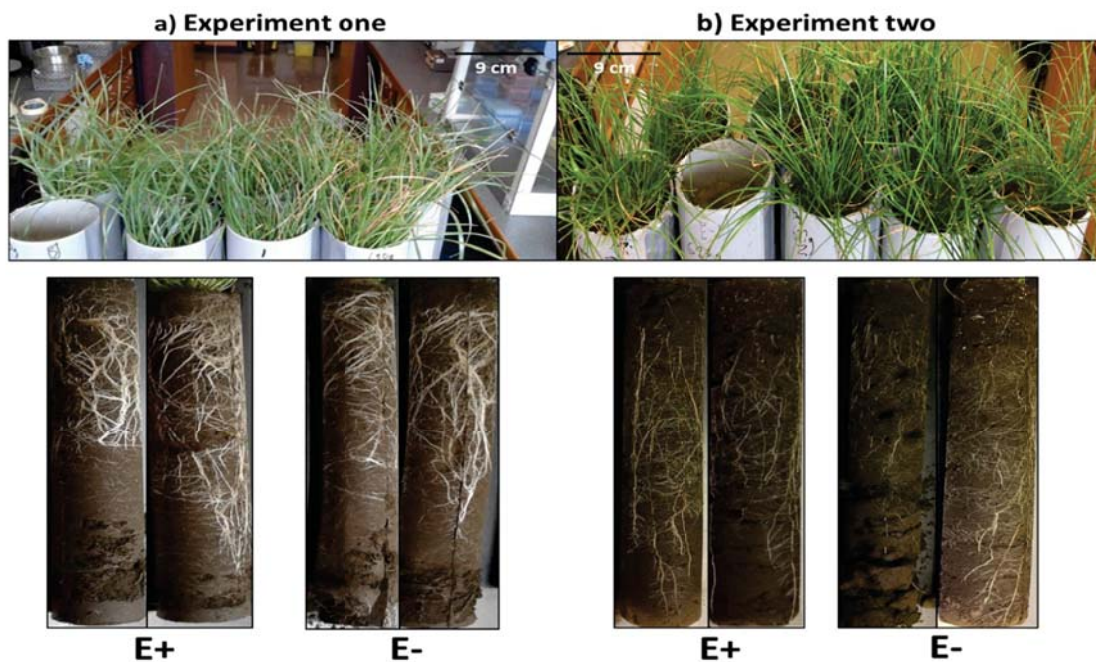 a) Experiment one
b) Experiment two
9 cm
9 cm
E+
E-
E+
E-